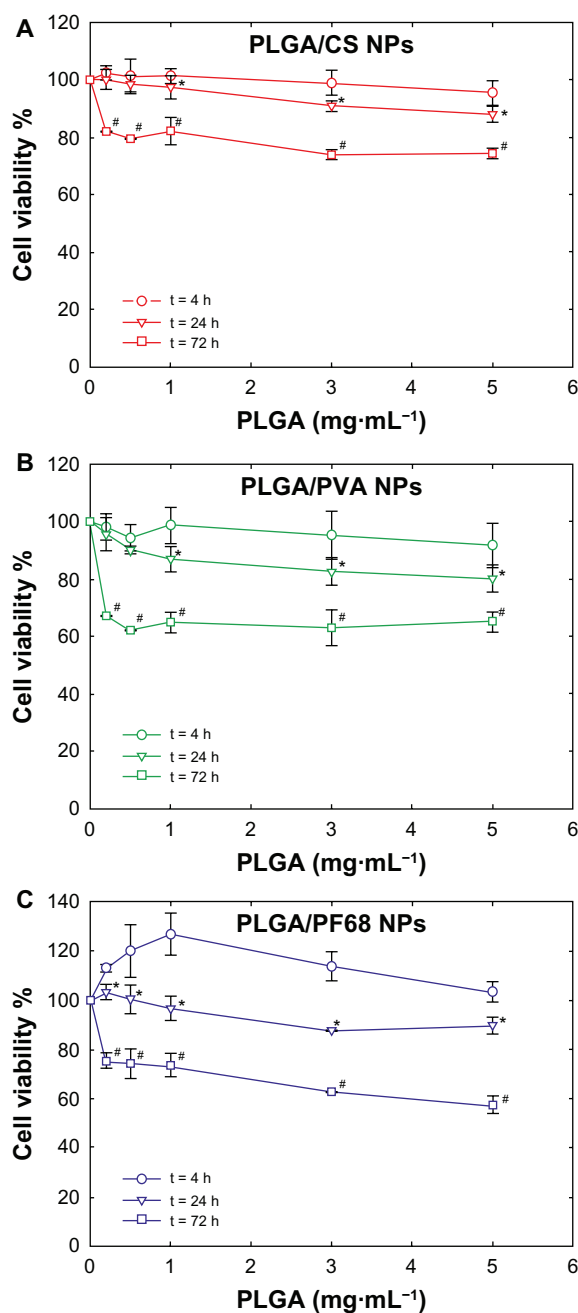 A
PLGA/CS NPs
120
100
80
60
40
20
0
Cell viability %
* * *
# # # # #
t = 4 h
t = 24 h
t = 72 h
0 1 2 3 4 5 6
PLGA (mg·mL⁻¹)
B
PLGA/PVA NPs
120
100
80
60
40
20
0
Cell viability %
* * *
# # # # #
t = 4 h
t = 24 h
t = 72 h
0 1 2 3 4 5 6
PLGA (mg·mL⁻¹)
C
PLGA/PF68 NPs
140
120
100
80
60
40
20
0
Cell viability %
* * * * *
# # # # #
t = 4 h
t = 24 h
t = 72 h
0 1 2 3 4 5 6
PLGA (mg·mL⁻¹)